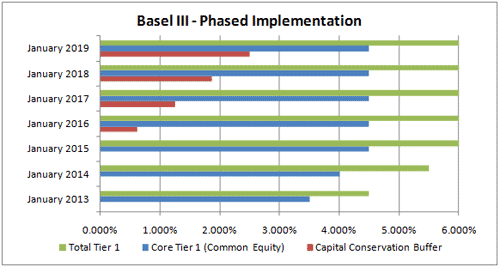 Basel III - Phased Implementation
January 2019
January 2018
January 2017
January 2016
January 2015
January 2014
January 2013
0.000% 1.000% 2.000% 3.000% 4.000% 5.000% 6.000%
Total Tier 1 Core Tier 1 (Common Equity) Capital Conservation Buffer